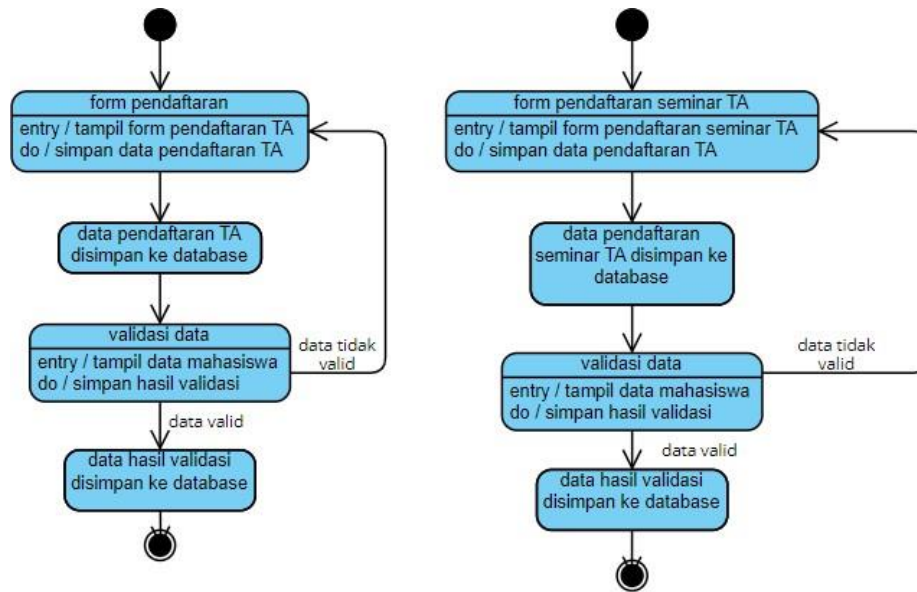 form pendaftaran
entry / tampil form pendaftaran TA
do / simpan data pendaftaran TA
data pendaftaran TA
disimpan ke database
validasi data
entry / tampil data mahasiswa
do / simpan hasil validasi
data tidak
valid
data valid
data hasil validasi
disimpan ke database
form pendaftaran seminar TA
entry / tampil form pendaftaran seminar TA
do / simpan data pendaftaran TA
data pendaftaran
seminar TA disimpan ke
database
validasi data
entry / tampil data mahasiswa
do / simpan hasil validasi
data tidak
valid
data valid
data hasil validasi
disimpan ke database